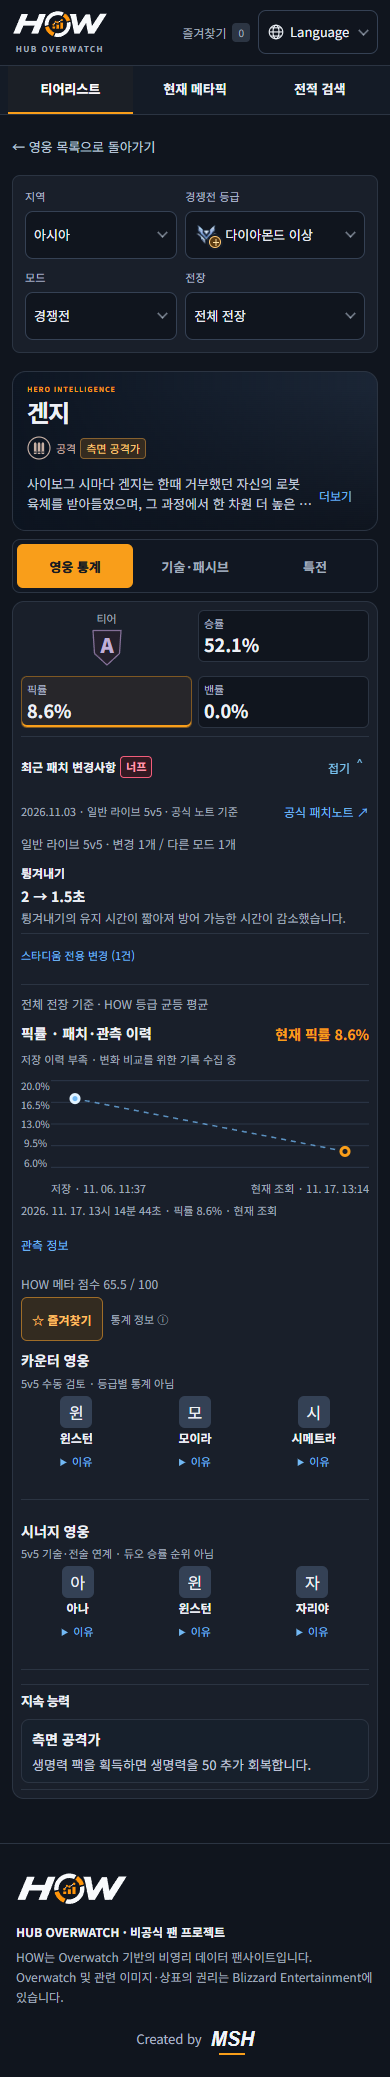 HOW
HUB OVERWATCH
즐겨찾기 0
Language
티어리스트 현재 메타픽 전적 검색
← 영웅 목록으로 돌아가기
지역 경쟁전 등급
아시아 다이아몬드 이상
모드 전장
경쟁전 전체 전장
HERO INTELLIGENCE
겐지
공격 측면 공격가
사이보그 시마다 겐지는 한때 거부했던 자신의 로봇
육체를 받아들였으며, 그 과정에서 한 차원 더 높은 …
더보기
영웅 통계 기술·패시브 특전
티어
A
승률
52.1%
픽률
8.6%
밴률
0.0%
최근 패치 변경사항 너프 접기 ^
2026.11.03 · 일반 라이브 5v5 · 공식 노트 기준 공식 패치노트 ↗
일반 라이브 5v5 · 변경 1개 / 다른 모드 1개
튕겨내기
2 → 1.5초
튕겨내기의 유지 시간이 짧아져 방어 가능한 시간이 감소했습니다.
스타디움 전용 변경 (1건)
전체 전장 기준 · HOW 등급 균등 평균
픽률 · 패치·관측 이력 현재 픽률 8.6%
저장 이력 부족 · 변화 비교를 위한 기록 수집 중
20.0%
16.5%
13.0%
9.5%
6.0%
저장 · 11. 06. 11:37 현재 조회 · 11. 17. 13:14
2026. 11. 17. 13시 14분 44초 · 픽률 8.6% · 현재 조회
관측 정보
HOW 메타 점수 65.5 / 100
☆ 즐겨찾기 통계 정보 ⓘ
카운터 영웅
5v5 수동 검토 · 등급별 통계 아님
윈 모 시
윈스턴 모이라 시메트라
▶ 이유 ▶ 이유 ▶ 이유
시너지 영웅
5v5 기술·전술 연계 · 듀오 승률 순위 아님
아 윈 자
아나 윈스턴 자리야
▶ 이유 ▶ 이유 ▶ 이유
지속 능력
측면 공격가
생명력 팩을 획득하면 생명력을 50 추가 회복합니다.
HOW
HUB OVERWATCH · 비공식 팬 프로젝트
HOW는 Overwatch 기반의 비영리 데이터 팬사이트입니다.
Overwatch 및 관련 이미지·상표의 권리는 Blizzard Entertainment에
있습니다.
Created by MSH